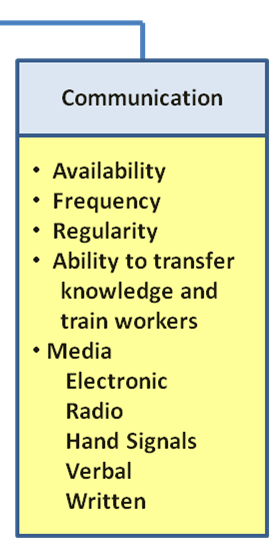 Communication
• Availability
• Frequency
• Regularity
• Ability to transfer
knowledge and
train workers
• Media
Electronic
Radio
Hand Signals
Verbal
Written